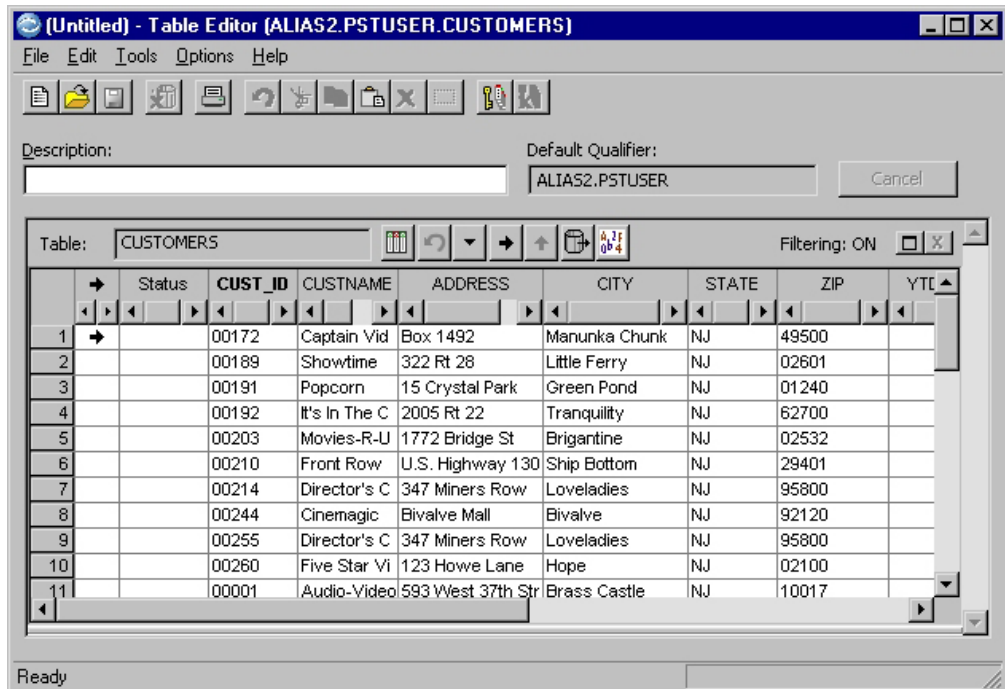 (Untitled) - Table Editor (ALIAS2.PSTUSER.CUSTOMERS)
File Edit Tools Options Help
Description: Default Qualifier:
ALIAS2.PSTUSER Cancel
Table: CUSTOMERS Filtering: ON
Status CUST_ID CUSTNAME ADDRESS CITY STATE ZIP YTD
1 00172 Captain Vid Box 1492 Manunka Chunk NJ 49500
2 00189 Showtime 322 Rt 28 Little Ferry NJ 02601
3 00191 Popcorn 15 Crystal Park Green Pond NJ 01240
4 00192 It's In The C 2005 Rt 22 Tranquility NJ 62700
5 00203 Movies-R-U 1772 Bridge St Brigantine NJ 02532
6 00210 Front Row U.S. Highway 130 Ship Bottom NJ 29401
7 00214 Director's C 347 Miners Row Loveladies NJ 95800
8 00244 Cinemagic Bivalve Mall Bivalve NJ 92120
9 00255 Director's C 347 Miners Row Loveladies NJ 95800
10 00260 Five Star Vi 123 Howe Lane Hope NJ 02100
11 00001 Audio-Video 593 West 37th Str Brass Castle NJ 10017
Ready